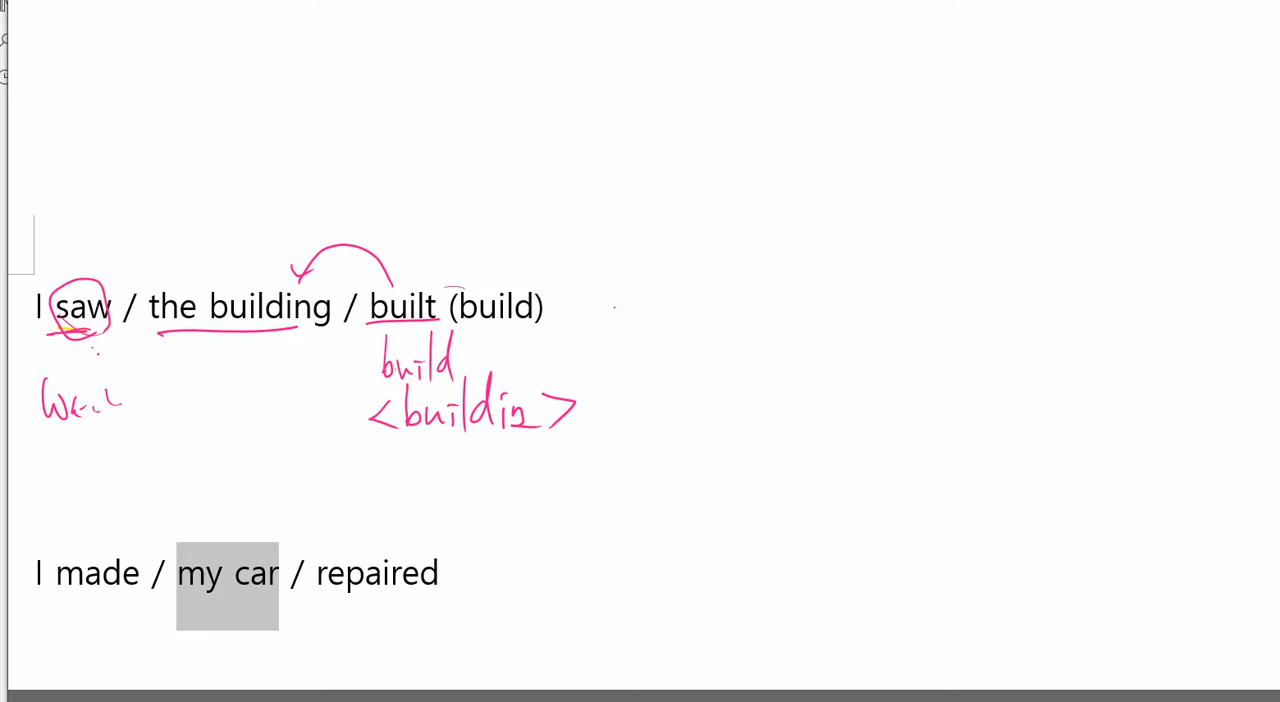 I saw / the building / built (build)
build
<buildin>
I made / my car / repaired